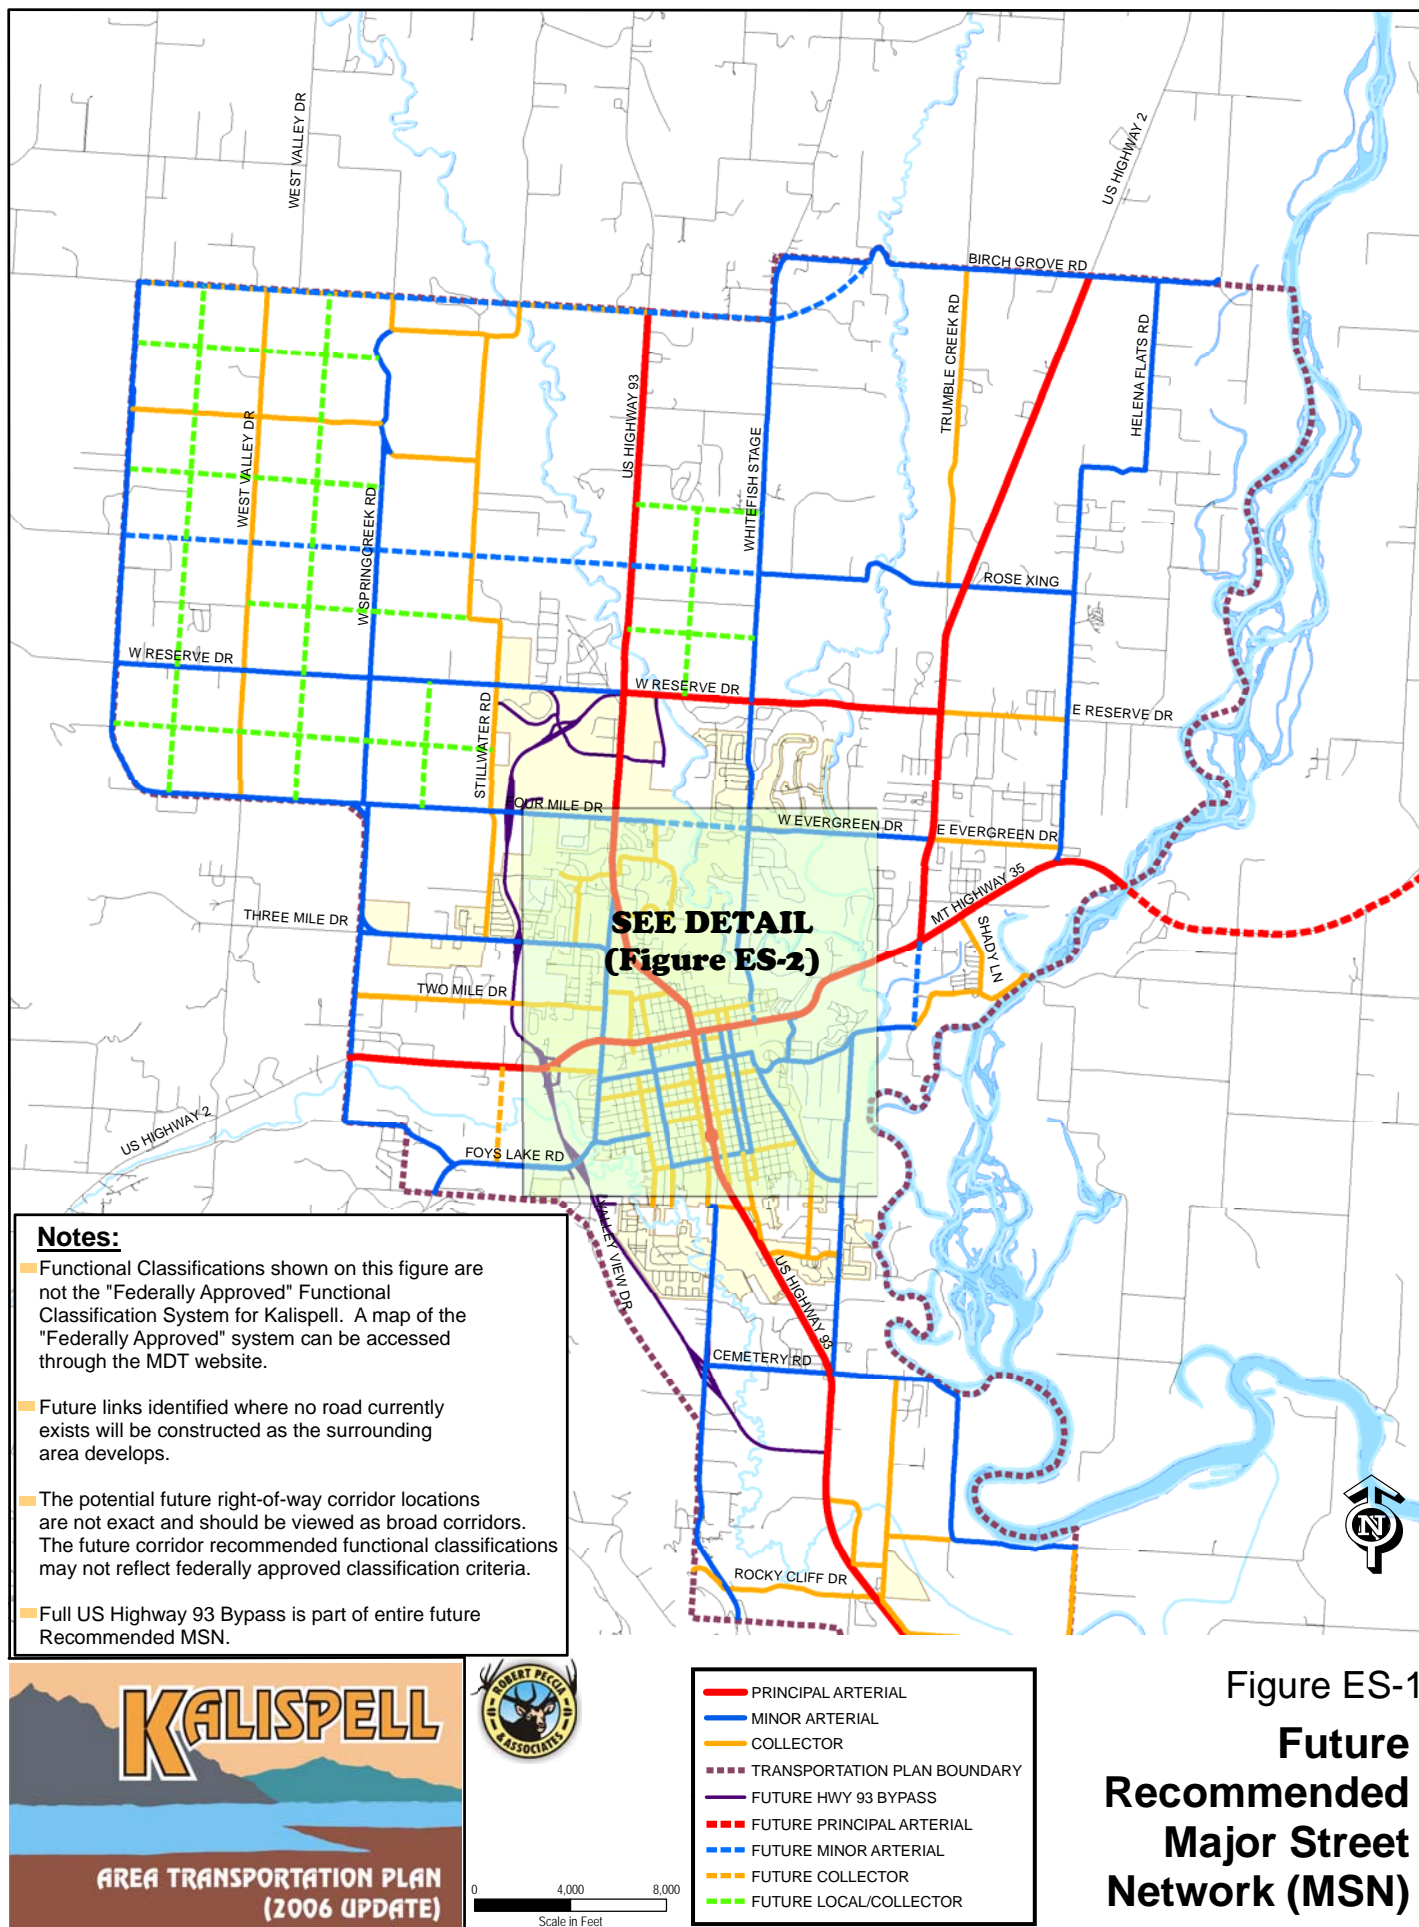 WEST VALLEY DR
US HIGHWAY 2
BIRCH GROVE RD
TRUMBLE CREEK RD
HELENA FLATS RD
US HIGHWAY 93
WHITEFISH STAGE
WEST VALLEY DR
W SPRINGCREEK RD
ROSE XING
W RESERVE DR
W RESERVE DR
E RESERVE DR
STILLWATER RD
FOUR MILE DR
W EVERGREEN DR
E EVERGREEN DR
MT HIGHWAY 35
SHADY LN
THREE MILE DR
SEE DETAIL
(Figure ES-2)
TWO MILE DR
US HIGHWAY 2
FOYS LAKE RD
VALLEY VIEW DR
US HIGHWAY 93
CEMETERY RD
ROCKY CLIFF DR
N
Notes:
Functional Classifications shown on this figure are
not the "Federally Approved" Functional
Classification System for Kalispell. A map of the
"Federally Approved" system can be accessed
through the MDT website.
Future links identified where no road currently
exists will be constructed as the surrounding
area develops.
The potential future right-of-way corridor locations
are not exact and should be viewed as broad corridors.
The future corridor recommended functional classifications
may not reflect federally approved classification criteria.
Full US Highway 93 Bypass is part of entire future
Recommended MSN.
KALISPELL
AREA TRANSPORTATION PLAN
(2006 UPDATE)
ROBERT PECCIA
& ASSOCIATES
0 4,000 8,000
Scale in Feet
PRINCIPAL ARTERIAL
MINOR ARTERIAL
COLLECTOR
TRANSPORTATION PLAN BOUNDARY
FUTURE HWY 93 BYPASS
FUTURE PRINCIPAL ARTERIAL
FUTURE MINOR ARTERIAL
FUTURE COLLECTOR
FUTURE LOCAL/COLLECTOR
Figure ES-1
Future
Recommended
Major Street
Network (MSN)